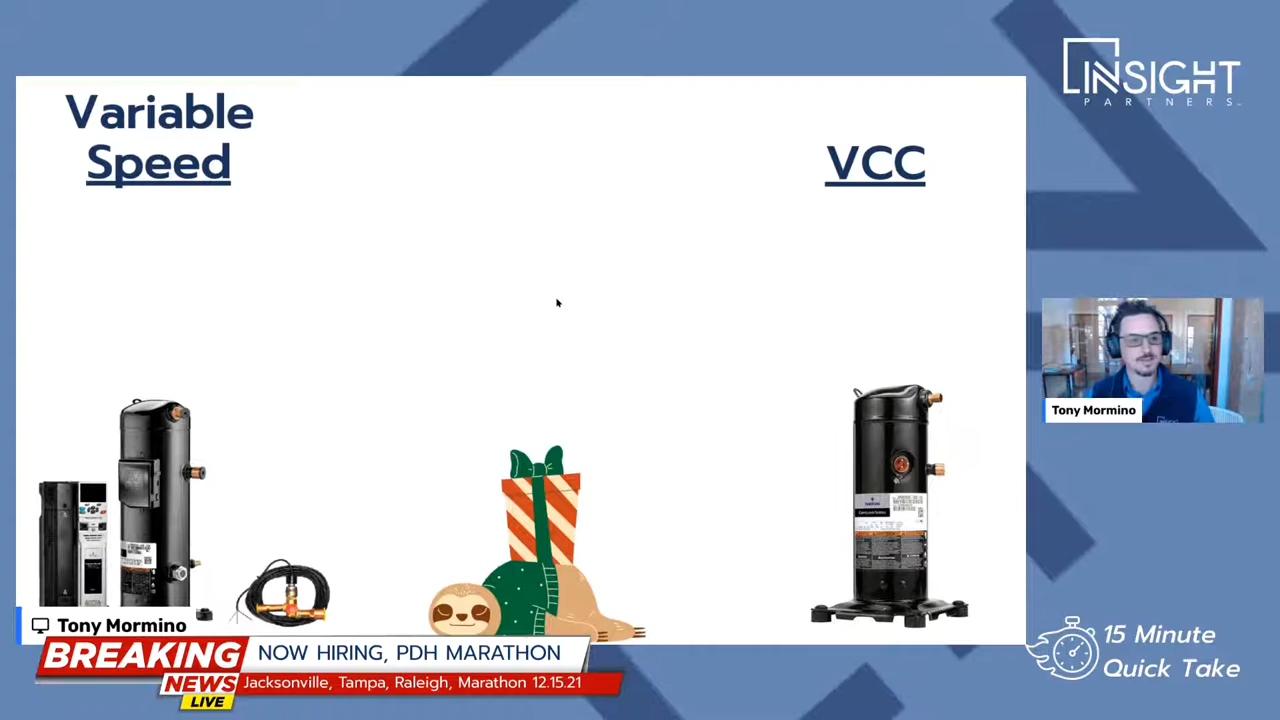 Variable
Speed
VCC
INSIGHT
PARTNERS
Tony Mormino
Tony Mormino
BREAKING
NEWS
LIVE
NOW HIRING, PDH MARATHON
Jacksonville, Tampa, Raleigh, Marathon 12.15.21
15 Minute
Quick Take